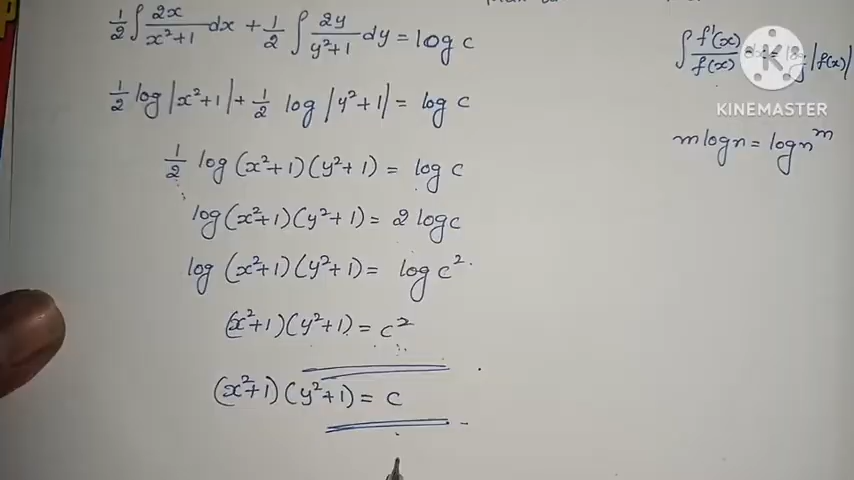 1/2 ∫ 2x/(x²+1) dx + 1/2 ∫ 2y/(y²+1) dy = log c
1/2 log|x²+1| + 1/2 log|y²+1| = log c
1/2 log(x²+1)(y²+1) = log c
log(x²+1)(y²+1) = 2 log c
log(x²+1)(y²+1) = log c².
(x²+1)(y²+1) = c²
(x²+1)(y²+1) = c
∫ f'(x)/f(x) dx = log|f(x)|
KINEMASTER
m log n = log nᵐ